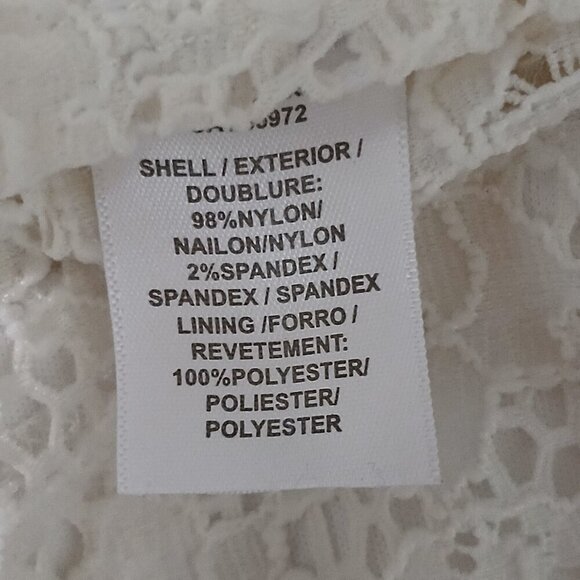 SHELL / EXTERIOR /
DOUBLURE:
98%NYLON/
NAILON/NYLON
2%SPANDEX /
SPANDEX / SPANDEX
LINING /FORRO /
REVETEMENT:
100%POLYESTER/
POLIESTER/
POLYESTER